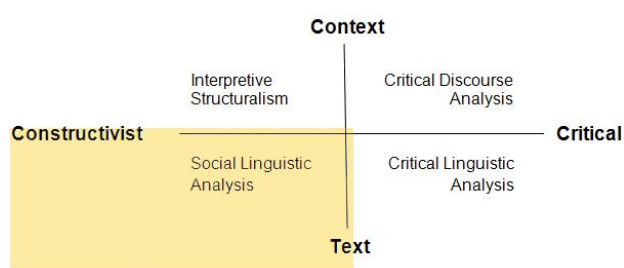 Context
Interpretive
Structuralism
Critical Discourse
Analysis
Constructivist
Critical
Social Linguistic
Analysis
Critical Linguistic
Analysis
Text